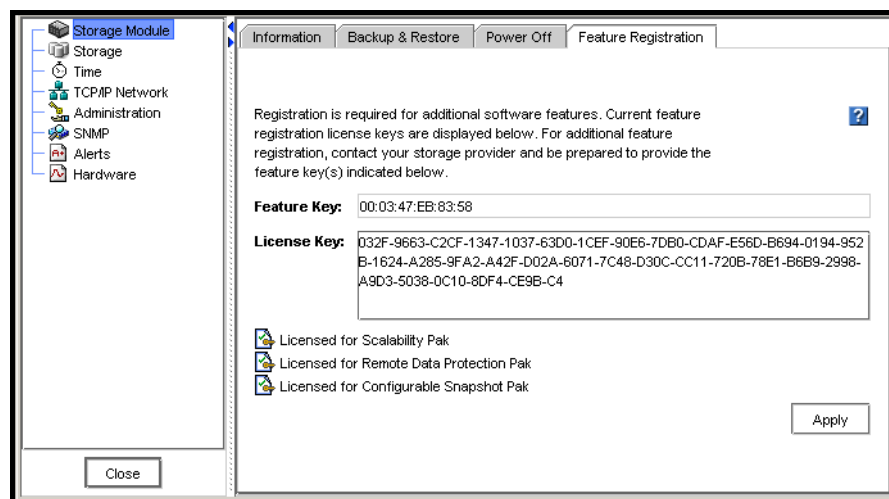 Storage Module
Storage
Time
TCP/IP Network
Administration
SNMP
Alerts
Hardware
Close
Information
Backup & Restore
Power Off
Feature Registration
Registration is required for additional software features. Current feature
registration license keys are displayed below. For additional feature
registration, contact your storage provider and be prepared to provide the
feature key(s) indicated below.
Feature Key: 00:03:47:EB:83:58
License Key: 032F-9663-C2CF-1347-1037-63D0-1CEF-90E6-7DB0-CDAF-E56D-B694-0194-952
B-1624-A285-9FA2-A42F-D02A-6071-7C48-D30C-CC11-720B-78E1-B6B9-2998-
A9D3-5038-0C10-8DF4-CE9B-C4
Licensed for Scalability Pak
Licensed for Remote Data Protection Pak
Licensed for Configurable Snapshot Pak
Apply